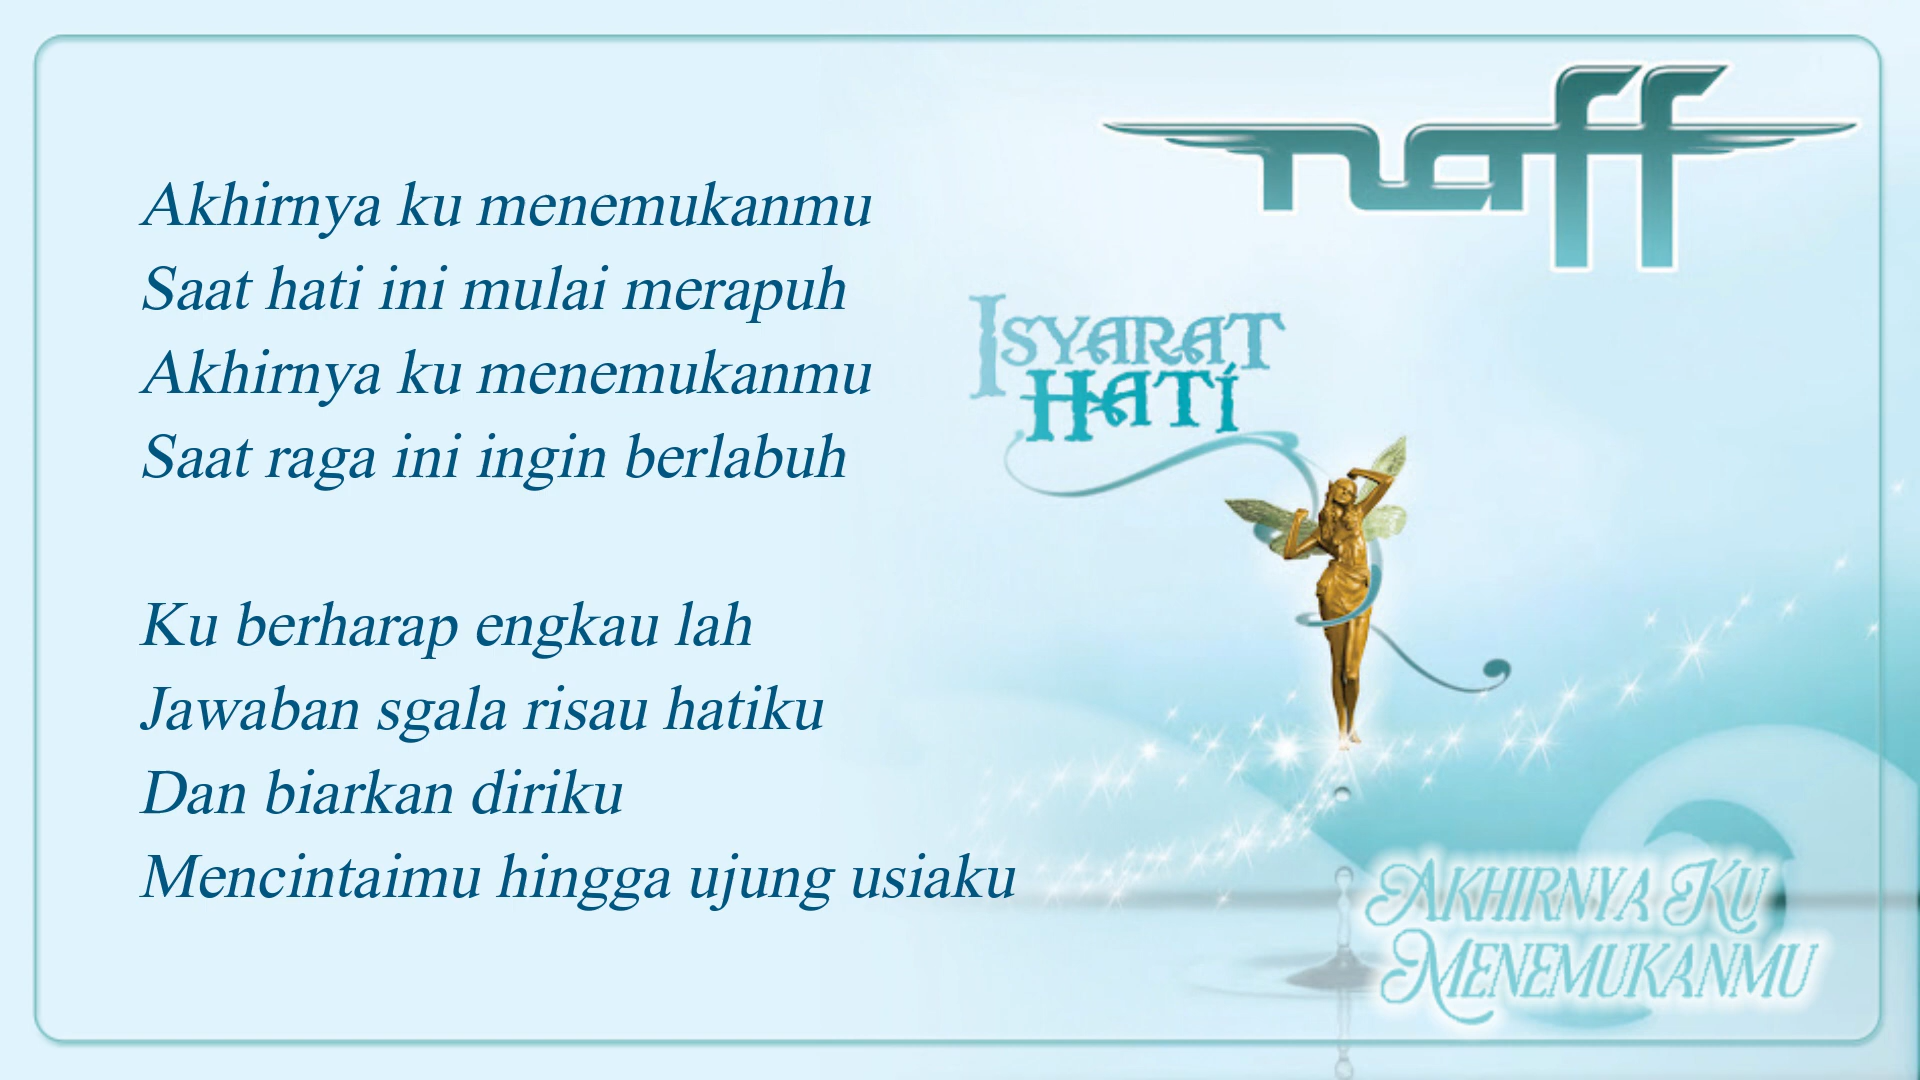 Akhirnya ku menemukanmu
Saat hati ini mulai merapuh
Akhirnya ku menemukanmu
Saat raga ini ingin berlabuh
Ku berharap engkau lah
Jawaban sgala risau hatiku
Dan biarkan diriku
Mencintaimu hingga ujung usiaku
naff
ISYARAT
HATI
AKHIRNYA KU
MENEMUKANMU